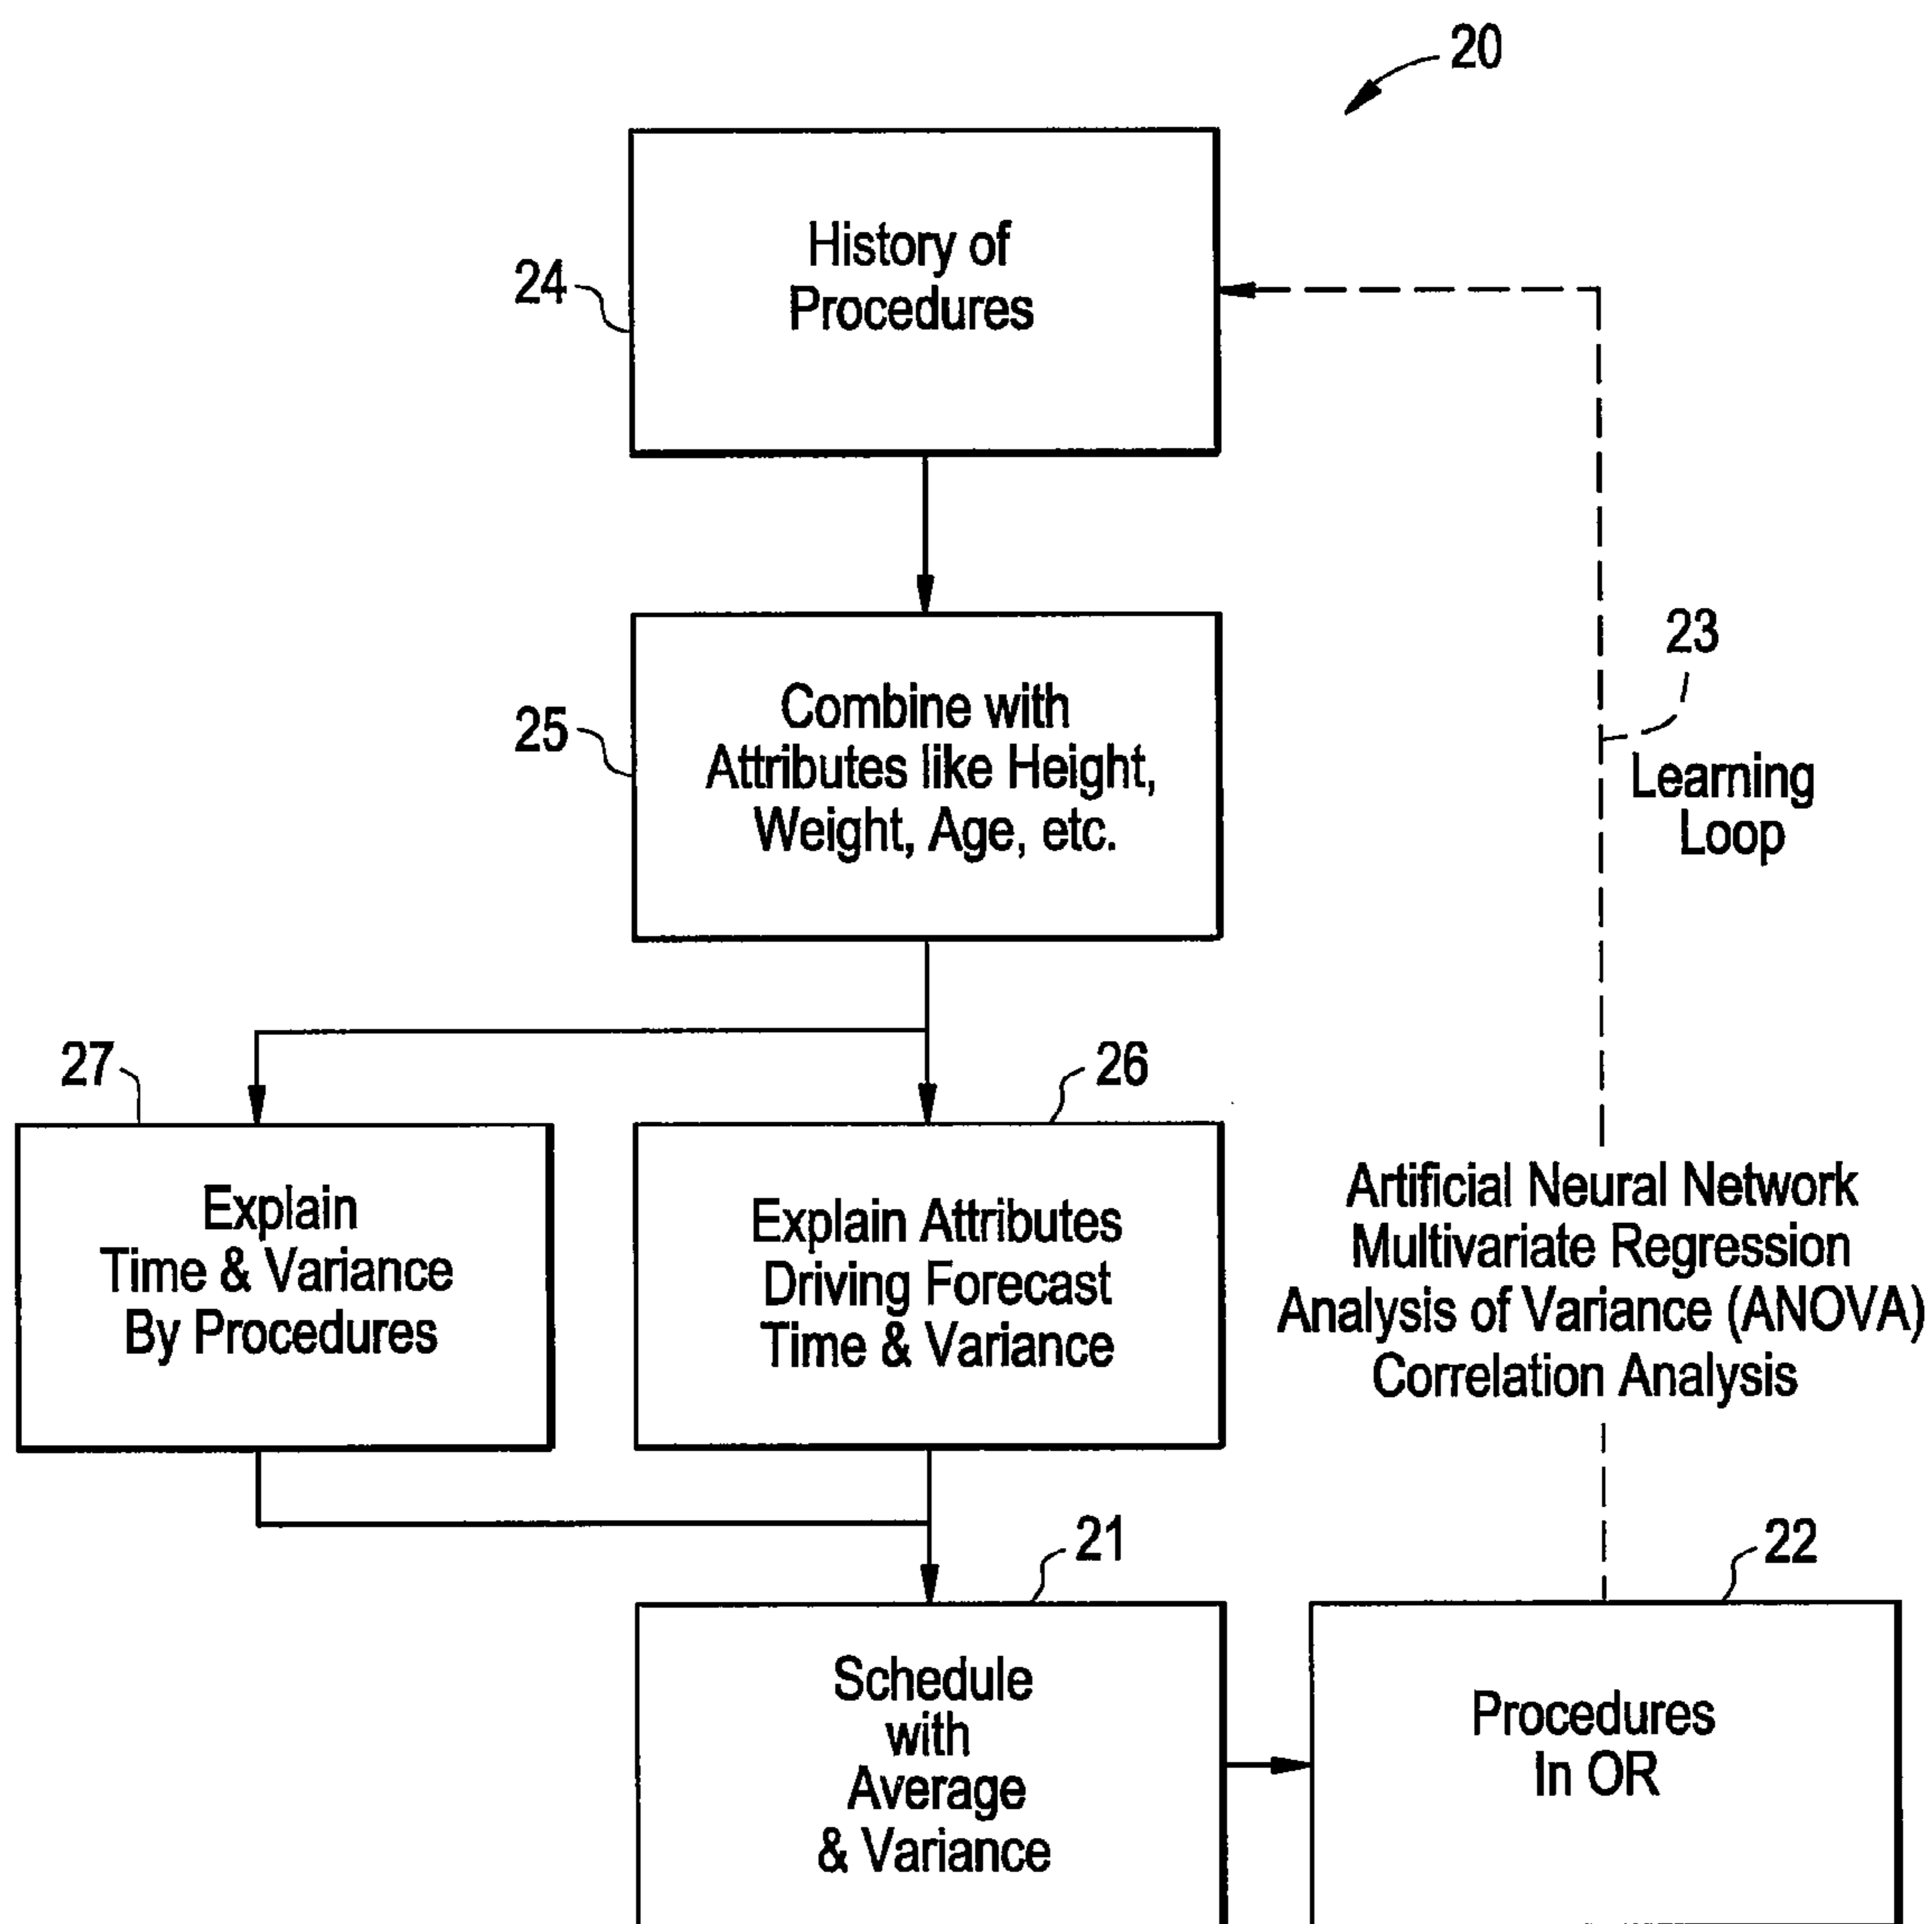 20
History of
Procedures
24
23
Combine with
Attributes like Height,
Weight, Age, etc.
25
Learning
Loop
27
26
Explain
Time & Variance
By Procedures
Explain Attributes
Driving Forecast
Time & Variance
Artificial Neural Network
Multivariate Regression
Analysis of Variance (ANOVA)
Correlation Analysis
21
22
Schedule
with
Average
& Variance
Procedures
In OR